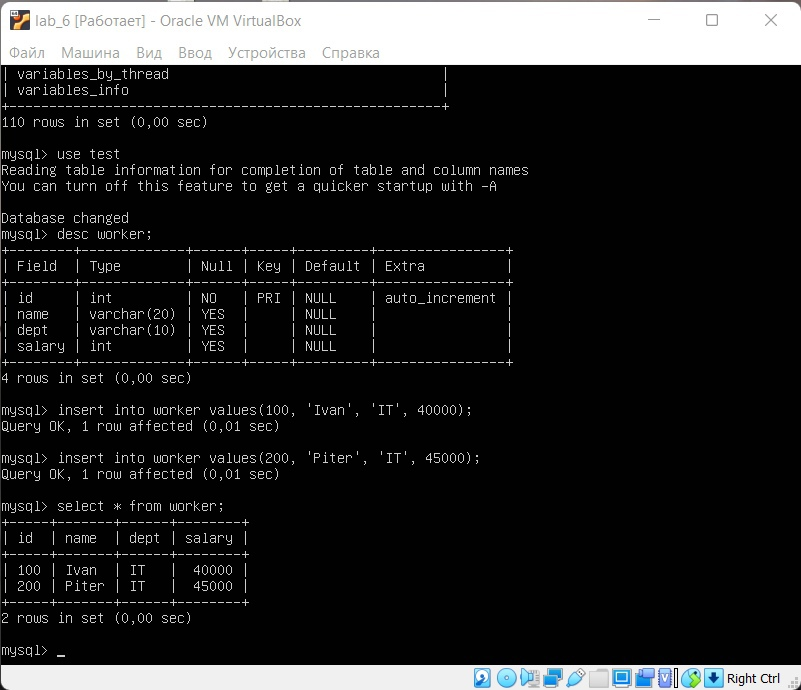 lab_6 [Работает] - Oracle VM VirtualBox
Файл Машина Вид Ввод Устройства Справка
| variables_by_thread                                  |
| variables_info                                       |
+------------------------------------------------------+
110 rows in set (0,00 sec)
mysql> use test
Reading table information for completion of table and column names
You can turn off this feature to get a quicker startup with -A
Database changed
mysql> desc worker;
+--------+-------------+------+-----+---------+----------------+
| Field  | Type        | Null | Key | Default | Extra          |
+--------+-------------+------+-----+---------+----------------+
| id     | int         | NO   | PRI | NULL    | auto_increment |
| name   | varchar(20) | YES  |     | NULL    |                |
| dept   | varchar(10) | YES  |     | NULL    |                |
| salary | int         | YES  |     | NULL    |                |
+--------+-------------+------+-----+---------+----------------+
4 rows in set (0,00 sec)
mysql> insert into worker values(100, 'Ivan', 'IT', 40000);
Query OK, 1 row affected (0,01 sec)
mysql> insert into worker values(200, 'Piter', 'IT', 45000);
Query OK, 1 row affected (0,01 sec)
mysql> select * from worker;
+-----+-------+------+--------+
| id  | name  | dept | salary |
+-----+-------+------+--------+
| 100 | Ivan  | IT   |  40000 |
| 200 | Piter | IT   |  45000 |
+-----+-------+------+--------+
2 rows in set (0,00 sec)
mysql> _
Right Ctrl